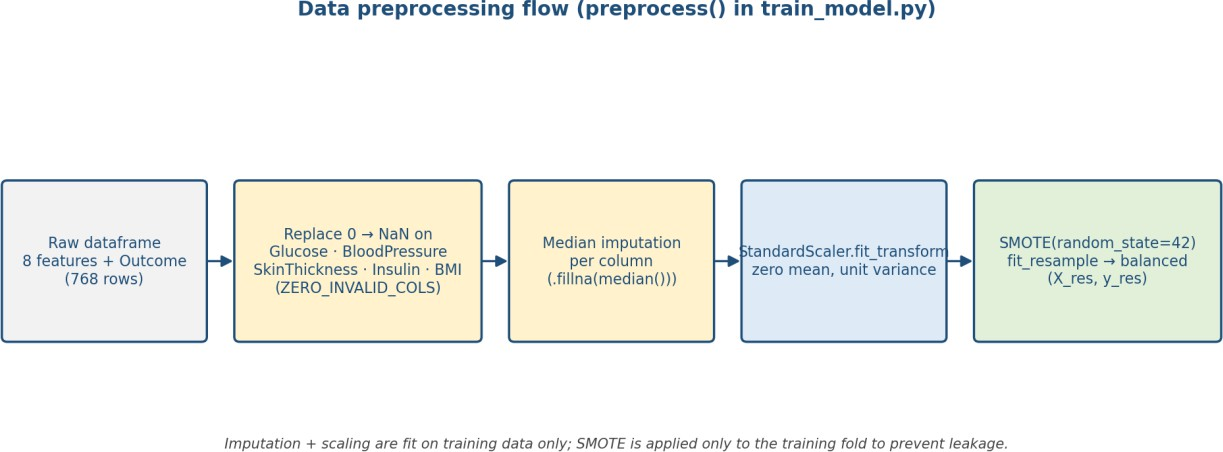 Data preprocessing flow (preprocess() in train_model.py)
Raw dataframe
8 features + Outcome
(768 rows)
Replace 0 → NaN on
Glucose · BloodPressure
SkinThickness · Insulin · BMI
(ZERO_INVALID_COLS)
Median imputation
per column
(.fillna(median()))
StandardScaler.fit_transform
zero mean, unit variance
SMOTE(random_state=42)
fit_resample → balanced
(X_res, y_res)
Imputation + scaling are fit on training data only; SMOTE is applied only to the training fold to prevent leakage.